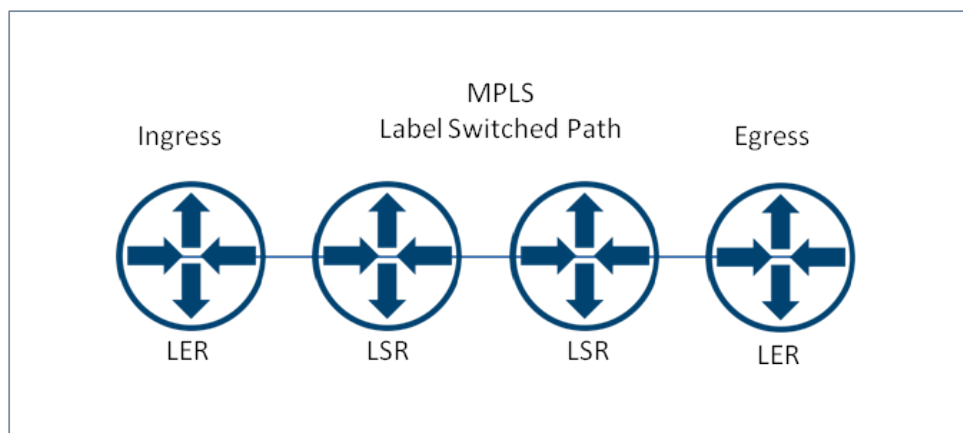 MPLS
Label Switched Path
Ingress
Egress
LER
LSR
LSR
LER